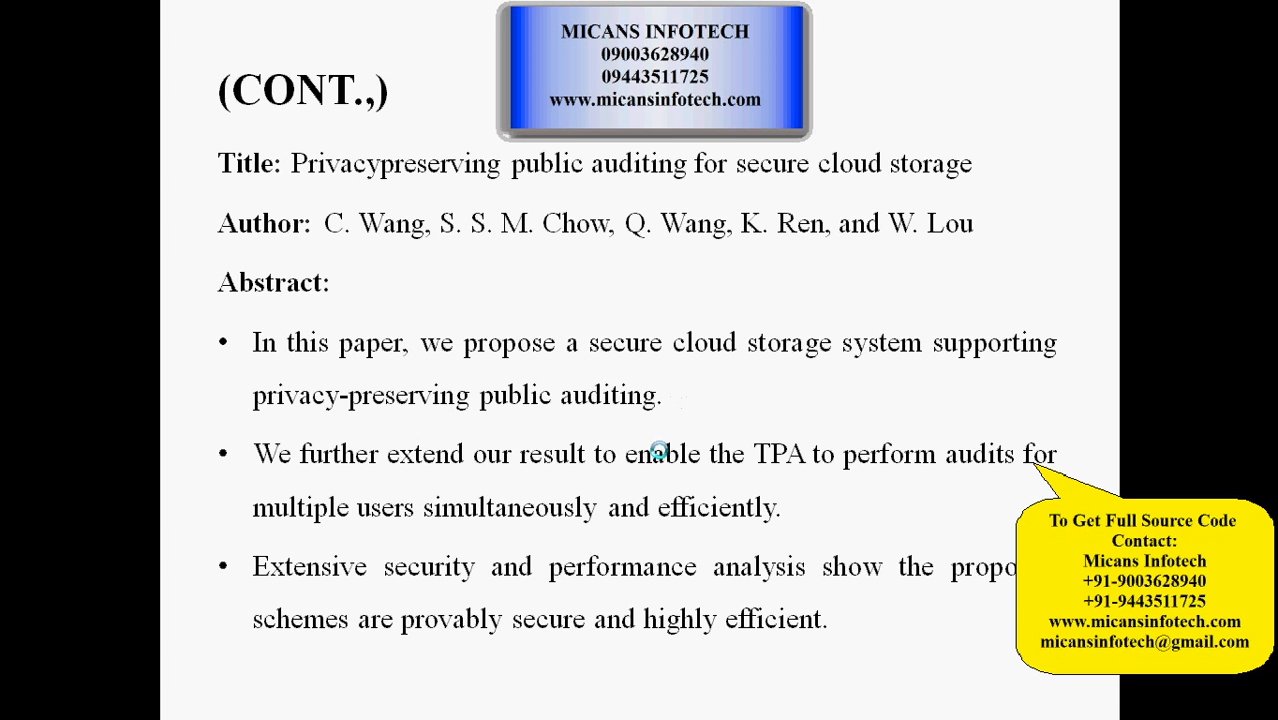 MICANS INFOTECH
09003628940
09443511725
www.micansinfotech.com
(CONT.,)
Title: Privacypreserving public auditing for secure cloud storage
Author: C. Wang, S. S. M. Chow, Q. Wang, K. Ren, and W. Lou
Abstract:
• In this paper, we propose a secure cloud storage system supporting
privacy-preserving public auditing.
• We further extend our result to enable the TPA to perform audits for
multiple users simultaneously and efficiently.
• Extensive security and performance analysis show the
schemes are provably secure and highly efficient.
To Get Full Source Code
Contact:
Micans Infotech
+91-9003628940
+91-9443511725
www.micansinfotech.com
micansinfotech@gmail.com